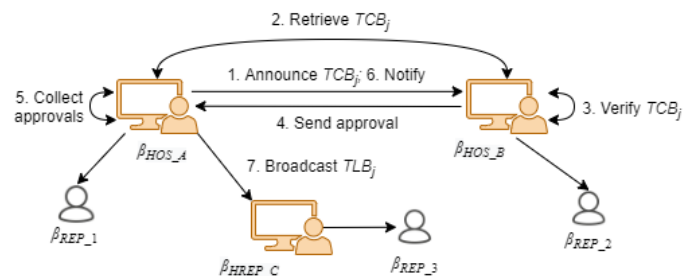 2. Retrieve TCBj
1. Announce TCBj; 6. Notify
5. Collect
approvals
3. Verify TCBj
4. Send approval
βHOS_A
βHOS_B
7. Broadcast TLBj
βREP_1
βHREP_C
βREP_3
βREP_2